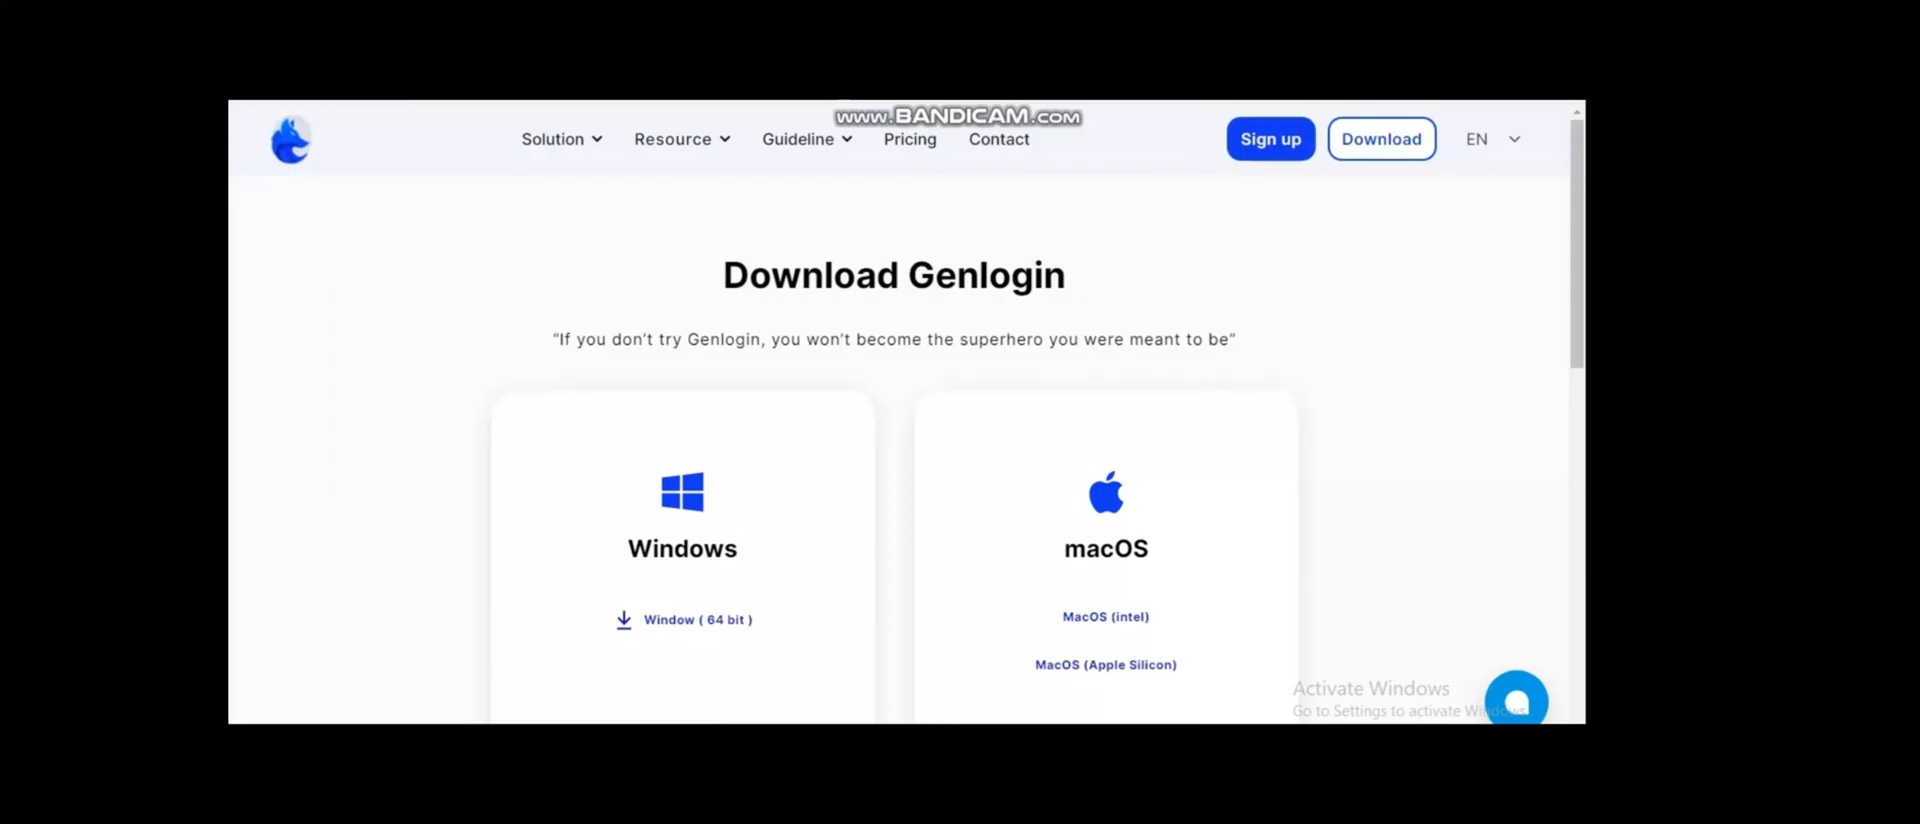 www.BANDICAM.com
Solution Resource Guideline Pricing Contact Sign up Download EN
Download Genlogin
“If you don’t try Genlogin, you won’t become the superhero you were meant to be”
Windows
Window ( 64 bit )
macOS
MacOS (intel)
MacOS (Apple Silicon)
Activate Windows
Go to Settings to activate Windows.